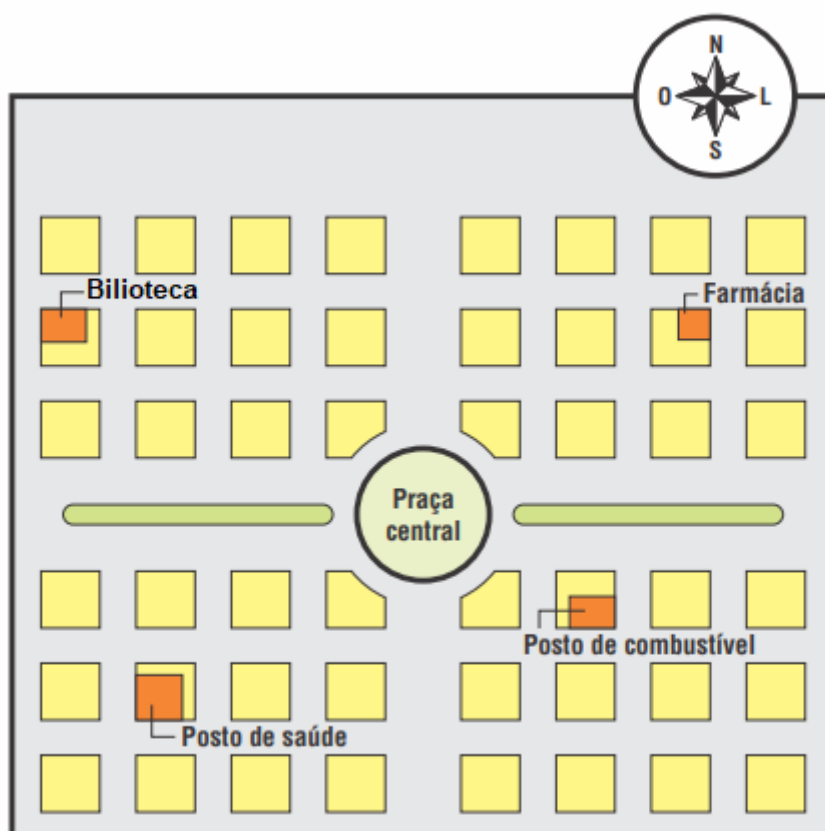 N
O
L
S
Bilioteca
Farmácia
Praça
central
Posto de combustível
Posto de saúde